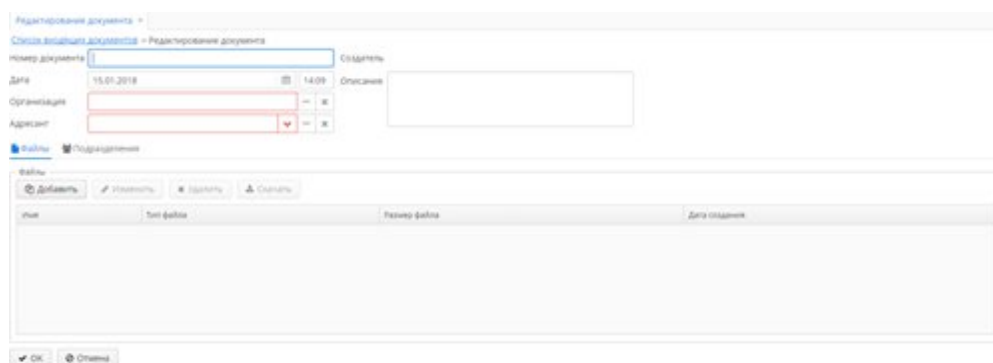 Редактирование документа ×
Список входящих документов > Редактирование документа
Номер документа Создатель
Дата 15.01.2018 14:09 Описание
Организация
Адресант
Файлы Подразделения
Файлы
Добавить Изменить Удалить Скачать
Имя Тип файла Размер файла Дата создания
OK Отмена